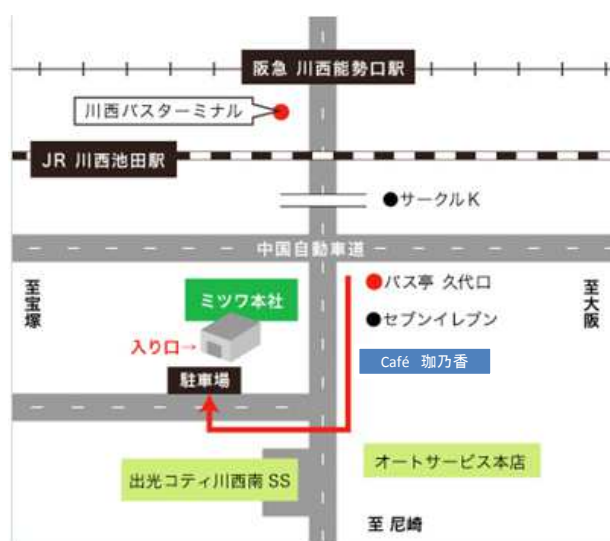 阪急 川西能勢口駅
川西バスターミナル
JR 川西池田駅
サークルK
中国自動車道
至宝塚
ミツワ本社
バス亭 久代口
至大阪
セブンイレブン
入り口→
Café 珈乃香
駐車場
オートサービス本店
出光コティ川西南 SS
至 尼崎